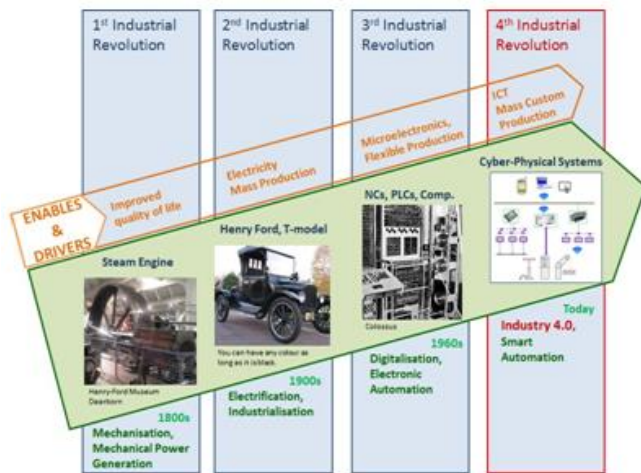 1st Industrial
Revolution
2nd Industrial
Revolution
3rd Industrial
Revolution
4th Industrial
Revolution
ENABLES
&
DRIVERS
Improved
quality of life
Electricity
Mass Production
Microelectronics,
Flexible Production
ICT
Mass Custom
Production
Steam Engine
Henry-Ford Museum
Dearborn
1800s
Mechanisation,
Mechanical Power
Generation
Henry Ford, T-model
You can have any colour as
long as it is black.
1900s
Electrification,
Industrialisation
NCs, PLCs, Comp.
Colossus
1960s
Digitalisation,
Electronic
Automation
Cyber-Physical Systems
Today
Industry 4.0,
Smart
Automation